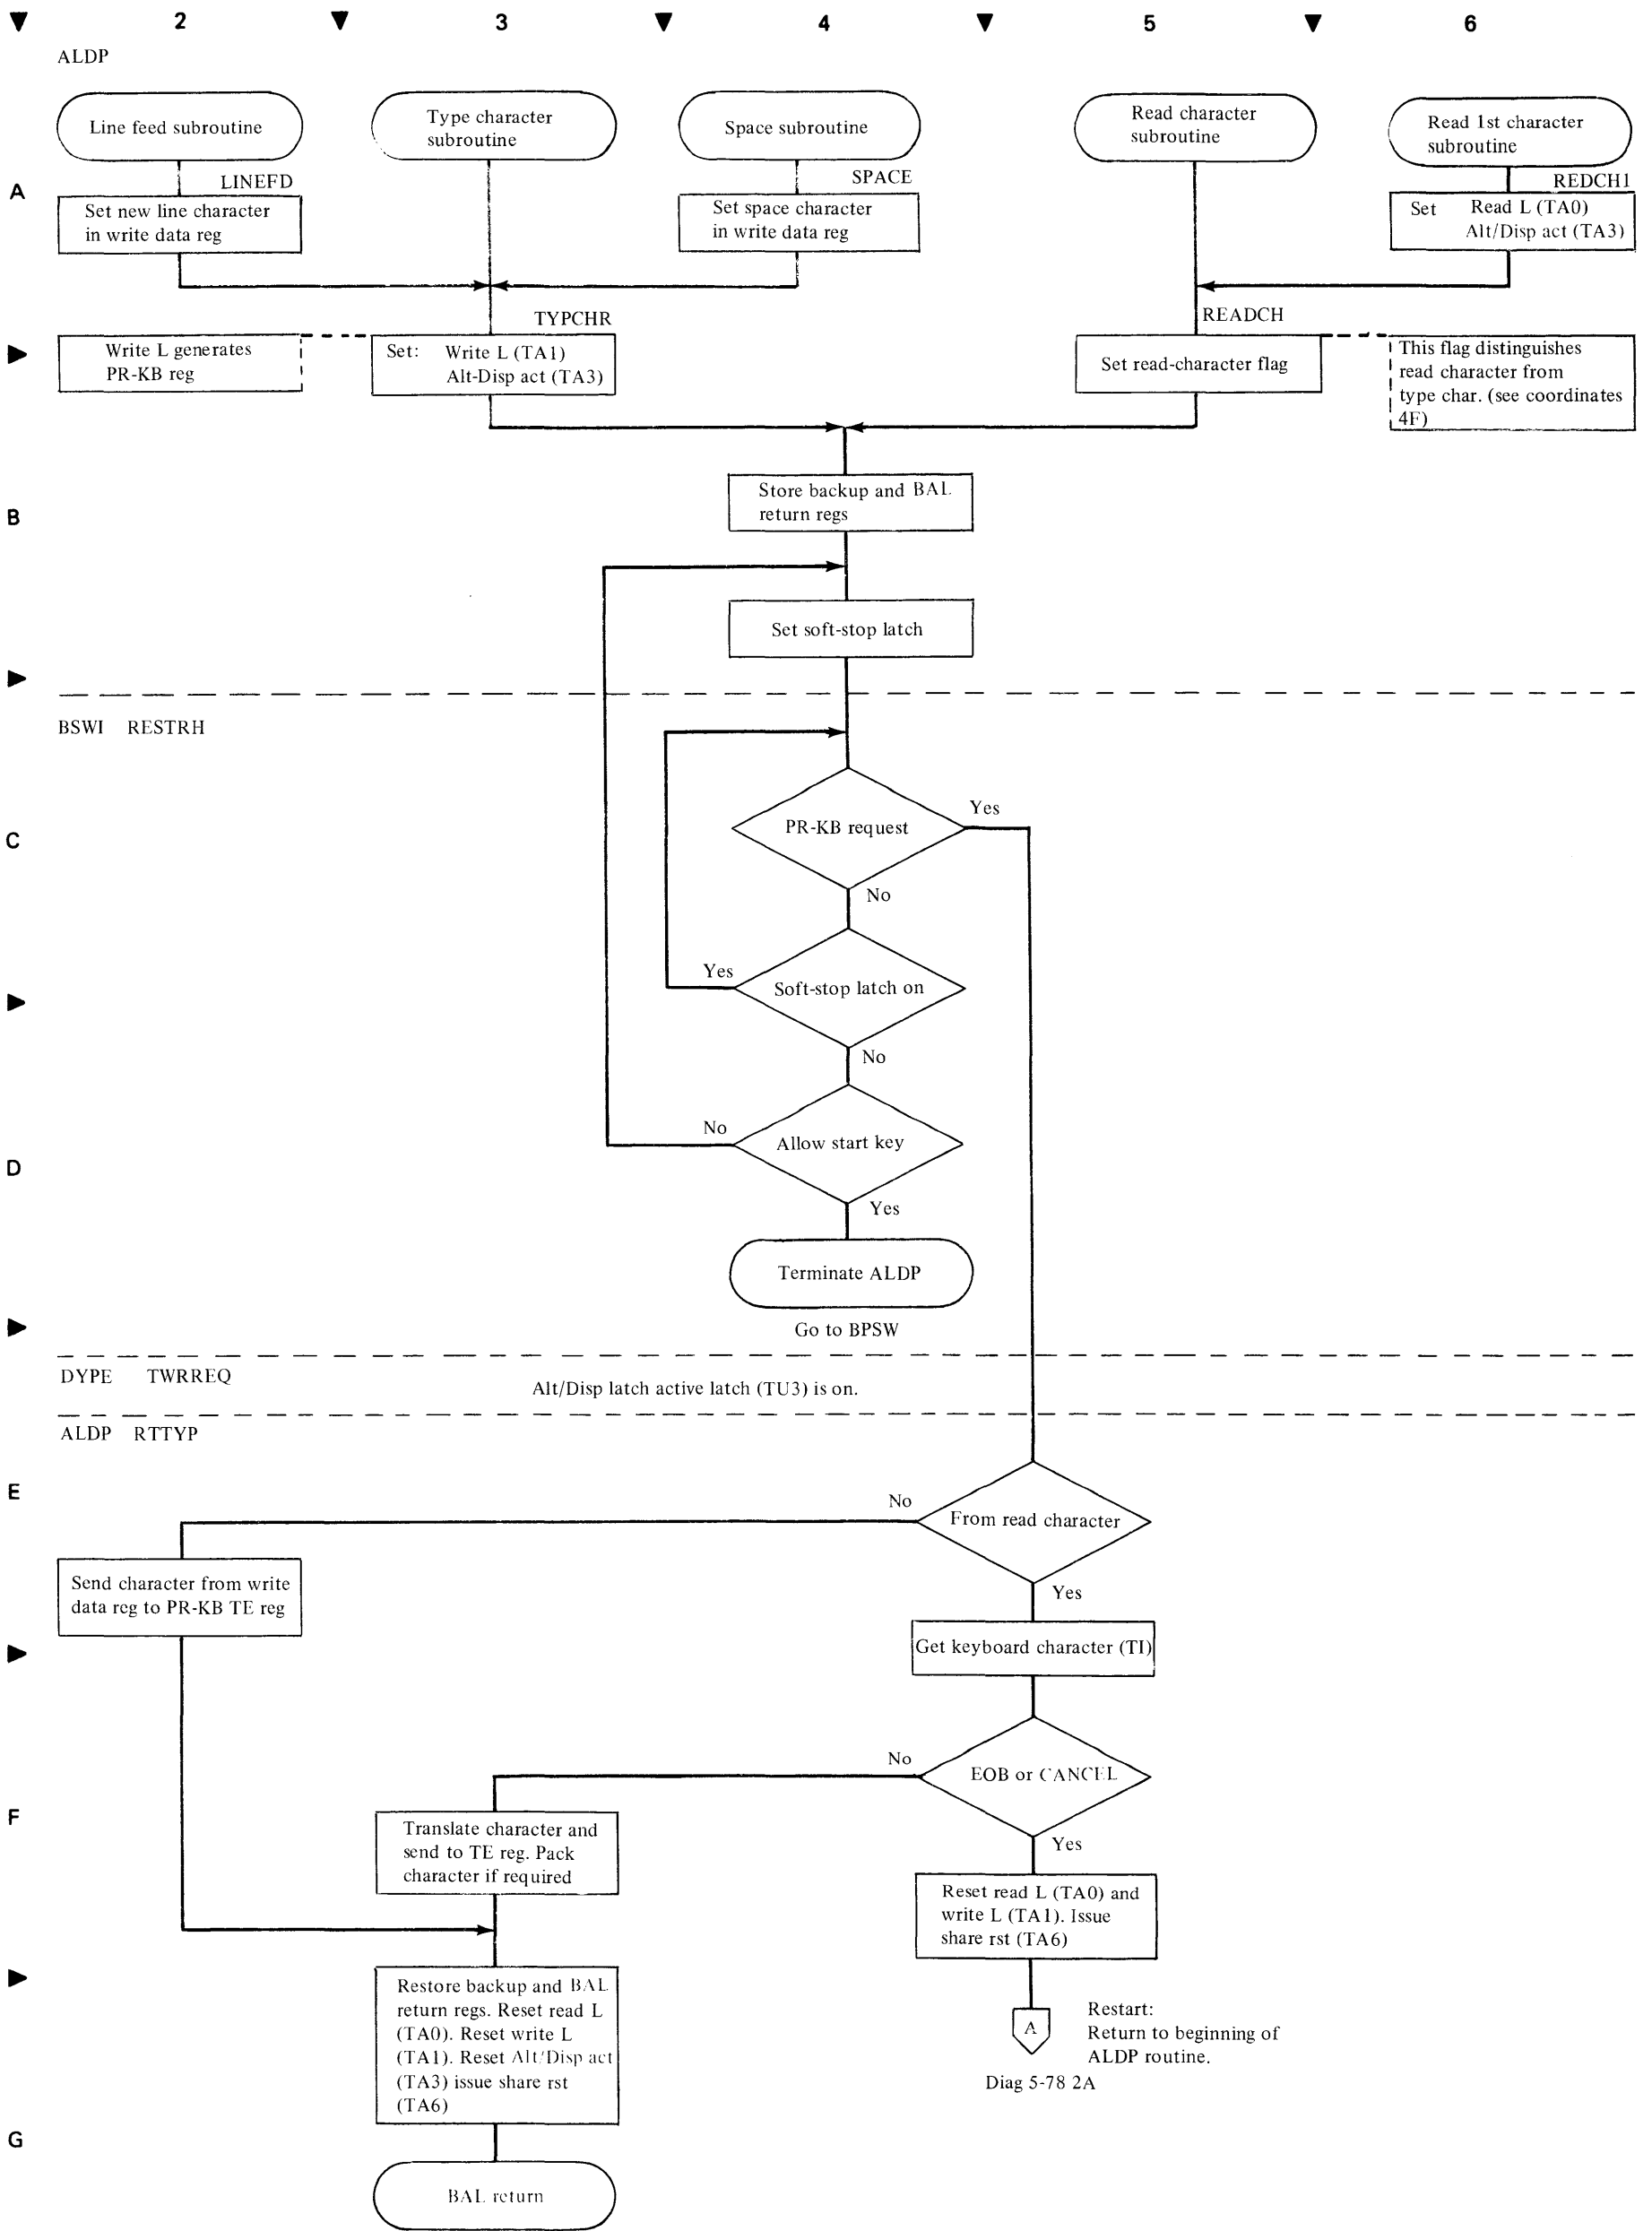 2 3 4 5 6
ALDP
Line feed subroutine
Type character
subroutine
Space subroutine
Read character
subroutine
Read 1st character
subroutine
A
LINEFD
SPACE
REDCH1
Set new line character
in write data reg
Set space character
in write data reg
Set Read L (TA0)
Alt/Disp act (TA3)
TYPCHR
READCH
Write L generates
PR-KB reg
Set: Write L (TA1)
Alt-Disp act (TA3)
Set read-character flag
This flag distinguishes
read character from
type char. (see coordinates
4F)
B
Store backup and BAL
return regs
Set soft-stop latch
BSWI RESTRH
C
PR-KB request
Yes
No
Soft-stop latch on
Yes
No
D
Allow start key
No
Yes
Terminate ALDP
Go to BPSW
DYPE TWRREQ
Alt/Disp latch active latch (TU3) is on.
ALDP RTTYP
E
From read character
No
Yes
Send character from write
data reg to PR-KB TE reg
Get keyboard character (TI)
EOB or CANCEL
No
Yes
F
Translate character and
send to TE reg. Pack
character if required
Reset read L (TA0) and
write L (TA1). Issue
share rst (TA6)
Restore backup and BAL
return regs. Reset read L
(TA0). Reset write L
(TA1). Reset Alt/Disp act
(TA3) issue share rst
(TA6)
A
Restart:
Return to beginning of
ALDP routine.
Diag 5-78 2A
G
BAL return